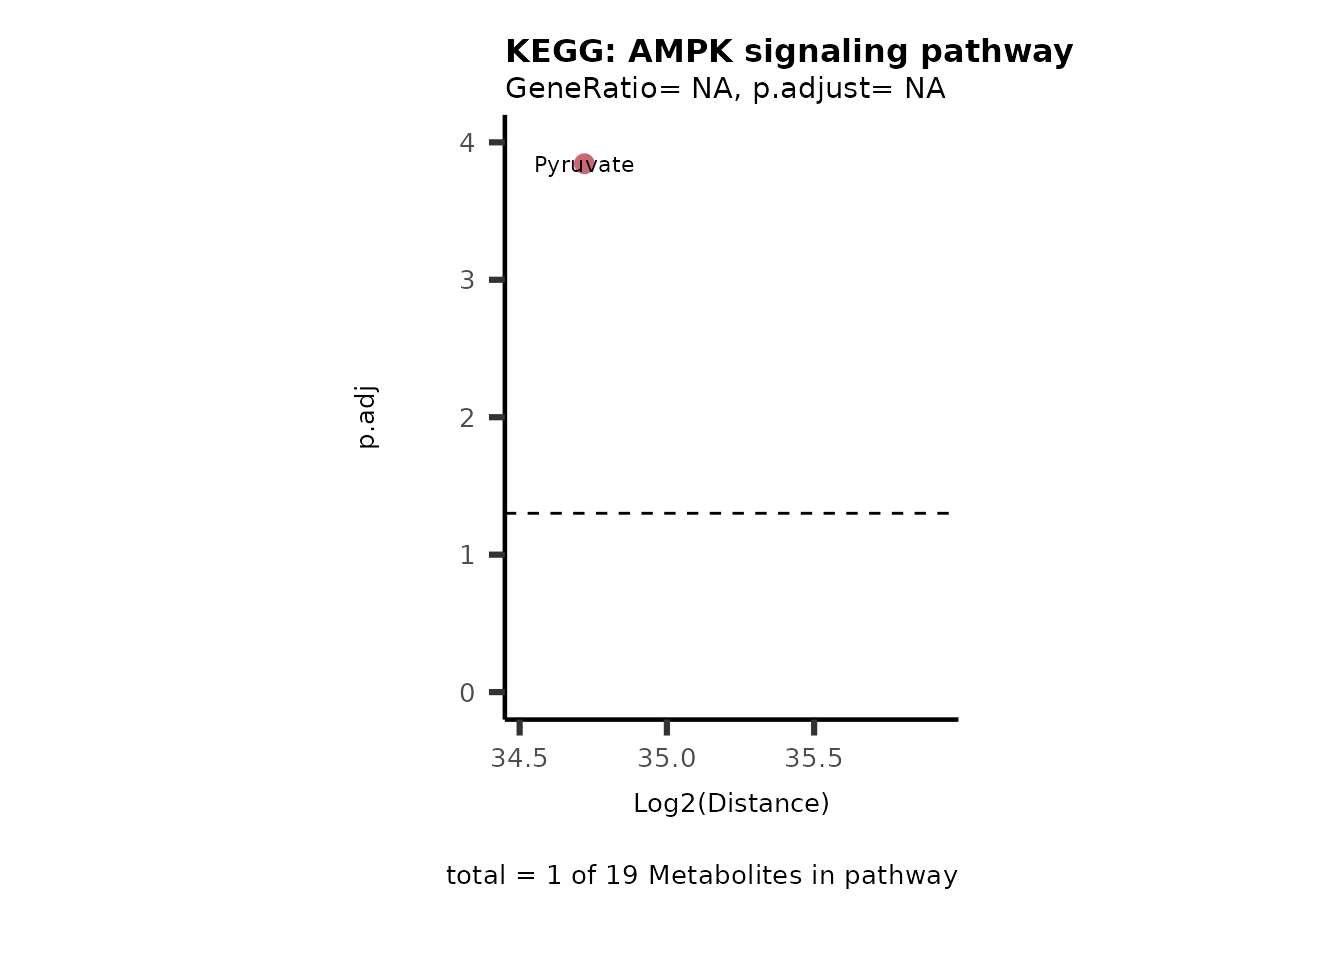 KEGG: AMPK signaling pathway
GeneRatio= NA, p.adjust= NA
4
Pyruvate
3
p.adj
2
1
0
34.5 35.0 35.5
Log2(Distance)
total = 1 of 19 Metabolites in pathway